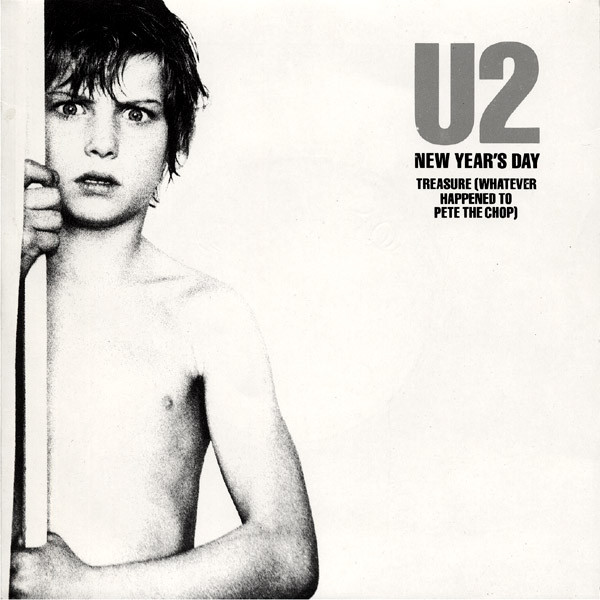 U2
NEW YEAR'S DAY
TREASURE (WHATEVER
HAPPENED TO
PETE THE CHOP)